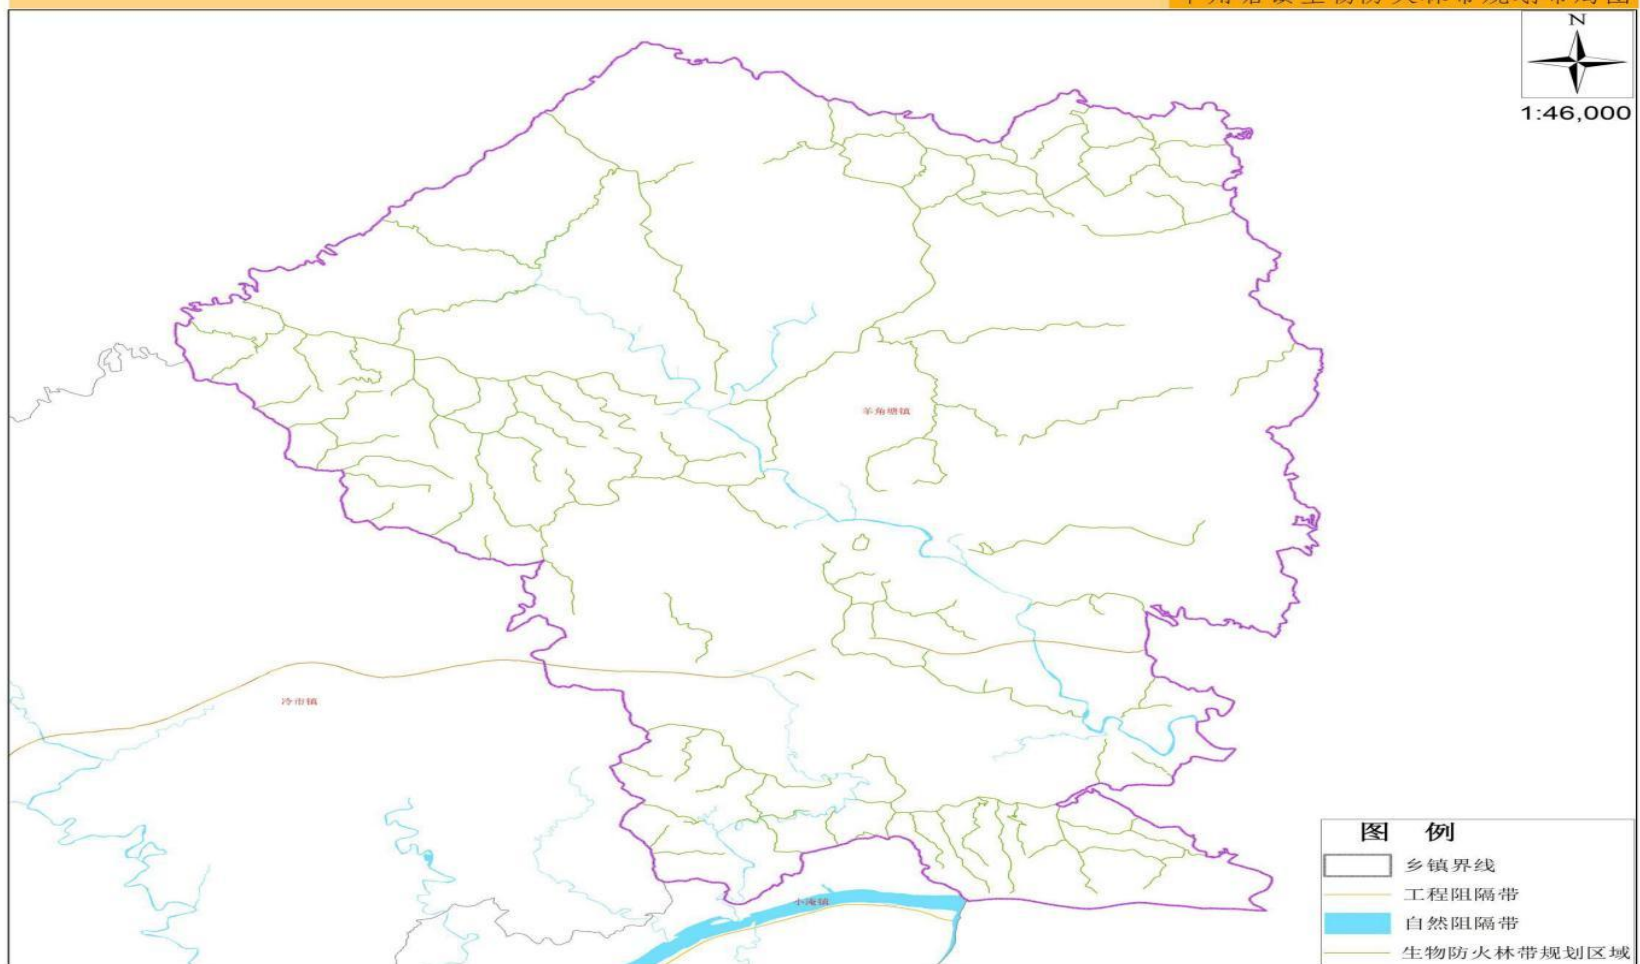 N
1:46,000
羊角塘镇
冷市镇
小淹镇
图 例
乡镇界线
工程阻隔带
自然阻隔带
生物防火林带规划区域